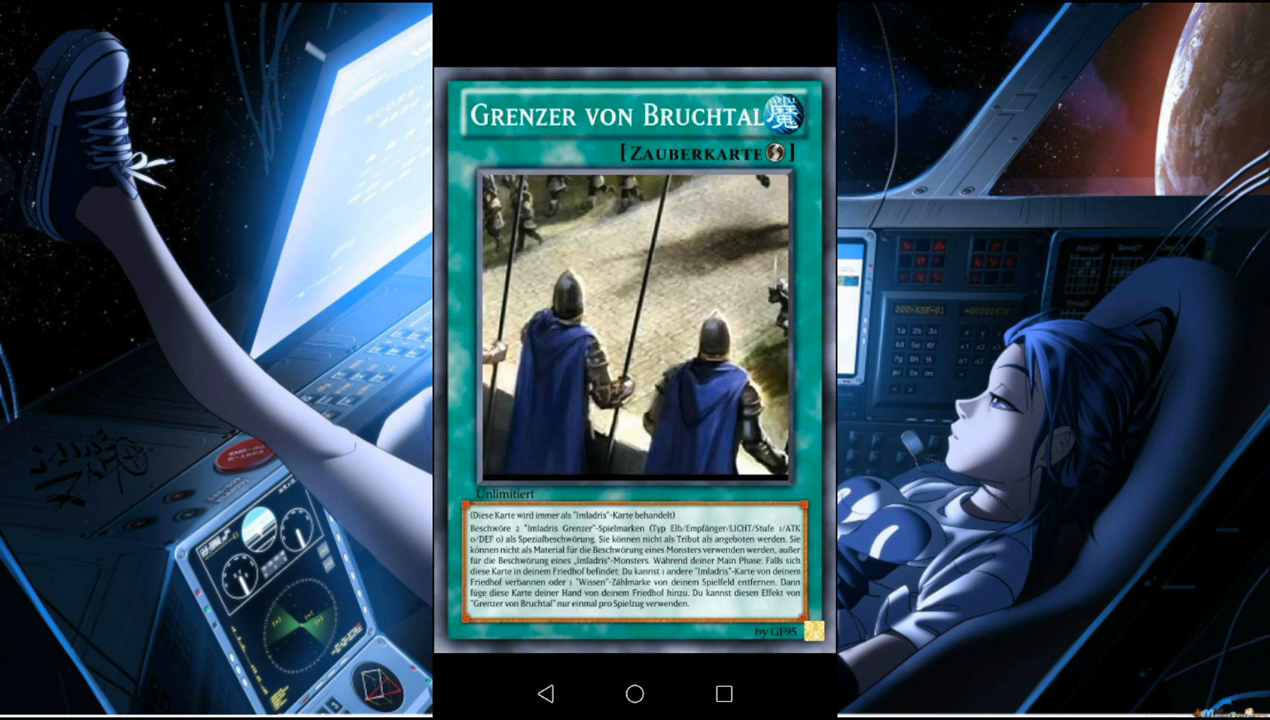 GRENZER VON BRUCHTAL 魔
[ZAUBERKARTE]
Unlimitiert
(Diese Karte wird immer als "Imladris"-Karte behandelt)
Beschwöre 2 "Imladris Grenzer"-Spielmarken (Typ Elb/Empfänger/LICHT/Stufe 1/ATK
0/DEF 0) als Spezialbeschwörung. Sie können nicht als Tribut als angeboten werden. Sie
können nicht als Material für die Beschwörung eines Monsters verwenden werden, außer
für die Beschwörung eines „Imladris"-Monsters. Während deiner Main Phase: Falls sich
diese Karte in deinem Friedhof befindet: Du kannst 1 andere "Imladris"-Karte von deinem
Friedhof verbannen oder 1 "Wissen"-Zählmarke von deinem Spielfeld entfernen. Dann
füge diese Karte deiner Hand von deinem Friedhof hinzu. Du kannst diesen Effekt von
"Grenzer von Bruchtal" nur einmal pro Spielzug verwenden.
by GF95